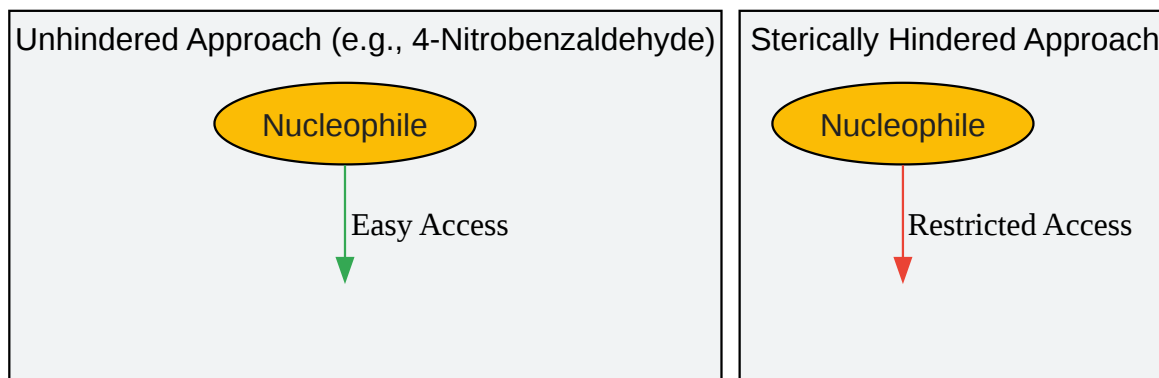 Unhindered Approach (e.g., 4-Nitrobenzaldehyde)
Nucleophile
Easy Access
Sterically Hindered Approach
Nucleophile
Restricted Access